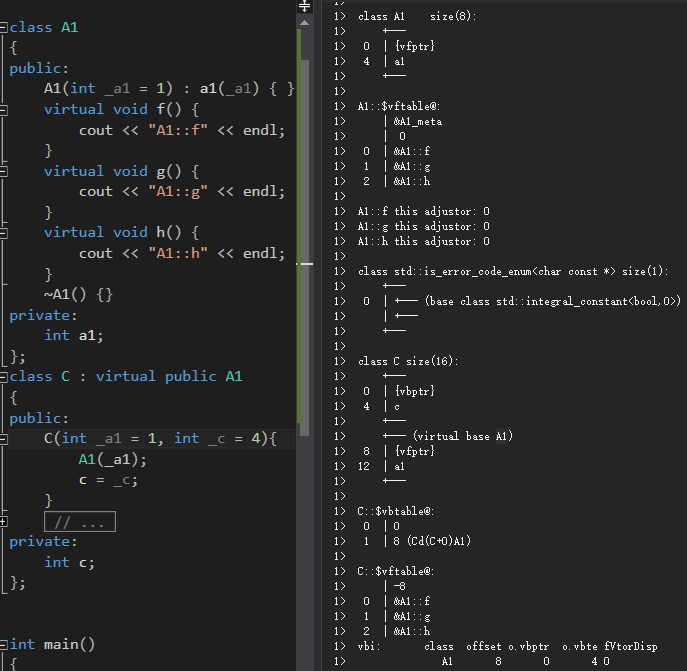 class A1
{
public:
    A1(int _a1 = 1) : a1(_a1) { }
    virtual void f() {
        cout << "A1::f" << endl;
    }
    virtual void g() {
        cout << "A1::g" << endl;
    }
    virtual void h() {
        cout << "A1::h" << endl;
    }
    ~A1() {}
private:
    int a1;
};
class C : virtual public A1
{
public:
    C(int _a1 = 1, int _c = 4){
        A1(_a1);
        c = _c;
    }
    // ...
private:
    int c;
};
int main()
{
1>
1>  class A1    size(8):
1>      +---
1>   0  | {vfptr}
1>   4  | a1
1>      +---
1>
1>  A1::$vftable@:
1>      | &A1_meta
1>      |  0
1>   0  | &A1::f
1>   1  | &A1::g
1>   2  | &A1::h
1>
1>  A1::f this adjustor: 0
1>  A1::g this adjustor: 0
1>  A1::h this adjustor: 0
1>
1>  class std::is_error_code_enum<char const *> size(1):
1>      +---
1>   0  | +--- (base class std::integral_constant<bool,0>)
1>      | +---
1>      +---
1>
1>  class C size(16):
1>      +---
1>   0  | {vbptr}
1>   4  | c
1>      +---
1>      +--- (virtual base A1)
1>   8  | {vfptr}
1>  12  | a1
1>      +---
1>
1>  C::$vbtable@:
1>   0  | 0
1>   1  | 8 (Cd(C+0)A1)
1>
1>  C::$vftable@:
1>      | -8
1>   0  | &A1::f
1>   1  | &A1::g
1>   2  | &A1::h
1>  vbi:       class  offset o.vbptr  o.vbte fVtorDisp
1>                A1       8       0       4 0